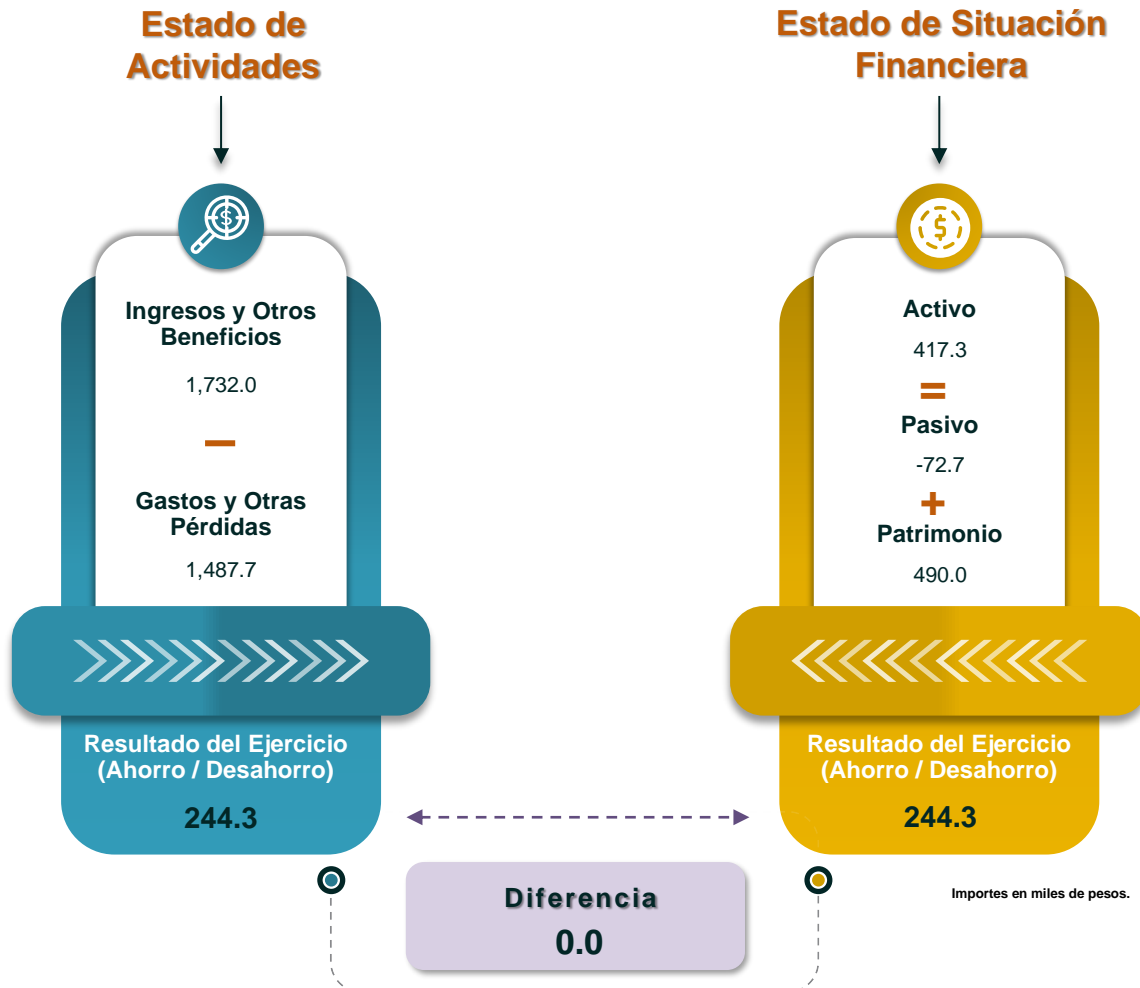 Estado de
Actividades
Ingresos y Otros
Beneficios
1,732.0
–
Gastos y Otras
Pérdidas
1,487.7
Resultado del Ejercicio
(Ahorro / Desahorro)
244.3
Estado de Situación
Financiera
$
Activo
417.3
=
Pasivo
-72.7
+
Patrimonio
490.0
Resultado del Ejercicio
(Ahorro / Desahorro)
244.3
Diferencia
0.0
Importes en miles de pesos.